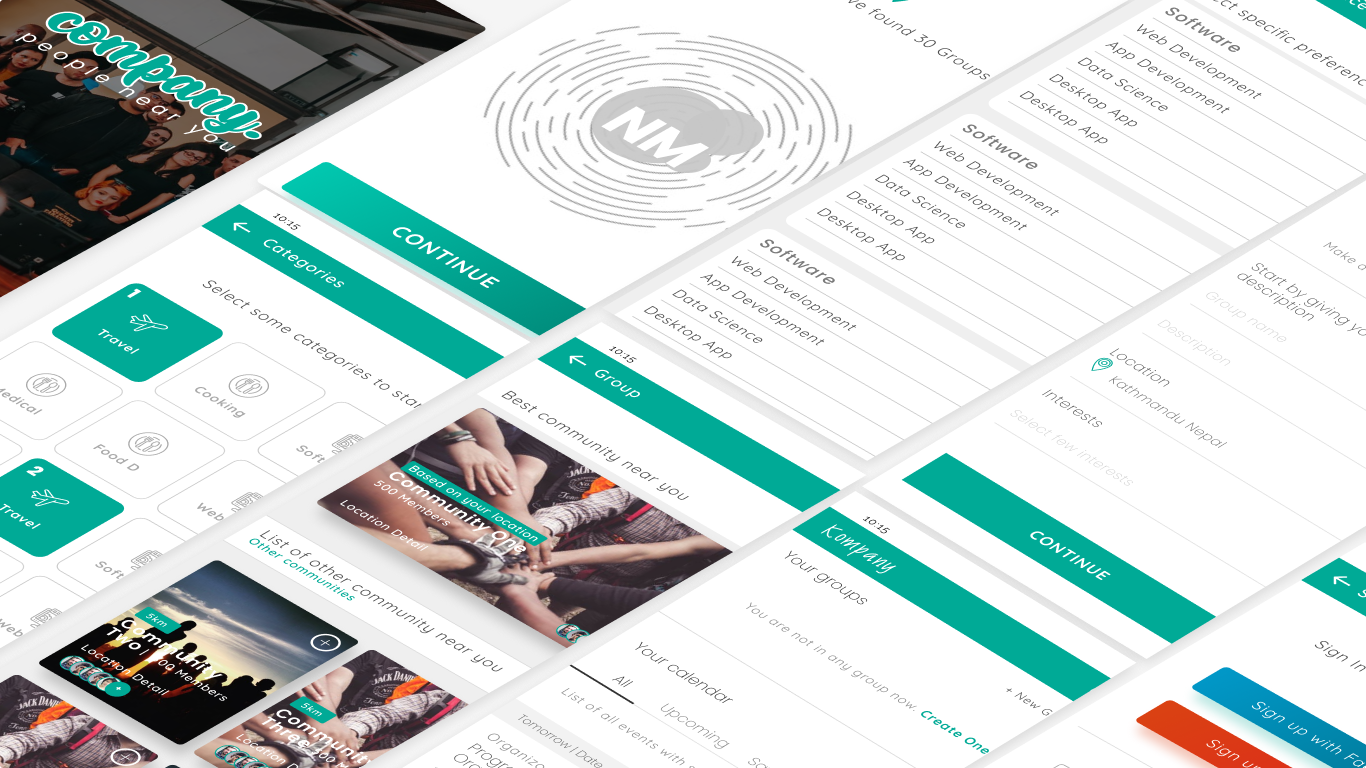 company.
people near you
ve found 30 Groups
NM
CONTINUE
10:15
Categories
Select some categories to star
1
Travel
Medical
Cooking
Food D
Soft
2
Travel
Web
Soft
Web
Software
Web Development
App Development
Data Science
Desktop App
Desktop App
Software
Web Development
App Development
Data Science
Desktop App
Desktop App
Software
Web Development
App Development
Data Science
Desktop App
ct specific preferenc
10:15
Group
Best community near you
Based on your location
Community One
500 Members
Location Detail
List of other community near you
Other communities
5km
Community
Two | 100 Members
Location Detail
5km
Community
Three
Make a
Start by giving yo
description
Group name
Description
Location
Kathmandu Nepal
Interests
Select few interests
CONTINUE
10:15
Kompany
Your groups
+ New G
You are not in any group now. Create One
Your calendar
All
Upcoming
List of all events with s
Tomorrow | Date
Organiz
Progr
Sign In
Sign up with Fa
Sign up